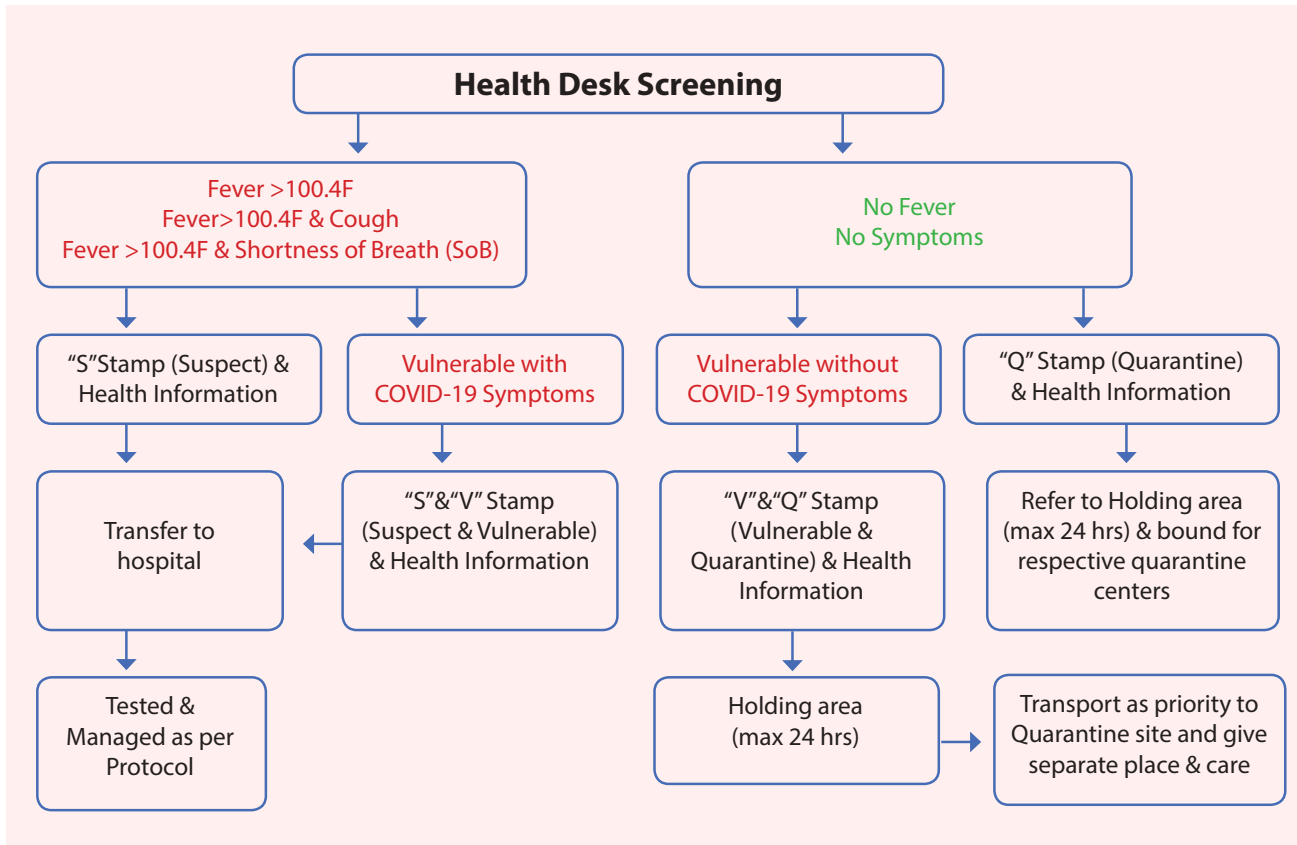 Health Desk Screening
Fever >100.4F
Fever>100.4F & Cough
Fever >100.4F & Shortness of Breath (SoB)
No Fever
No Symptoms
“S”Stamp (Suspect) &
Health Information
Vulnerable with
COVID-19 Symptoms
Vulnerable without
COVID-19 Symptoms
“Q” Stamp (Quarantine)
& Health Information
Transfer to
hospital
“S”&“V” Stamp
(Suspect & Vulnerable)
& Health Information
“V”&“Q” Stamp
(Vulnerable &
Quarantine) & Health
Information
Refer to Holding area
(max 24 hrs) & bound for
respective quarantine
centers
Tested &
Managed as per
Protocol
Holding area
(max 24 hrs)
Transport as priority to
Quarantine site and give
separate place & care